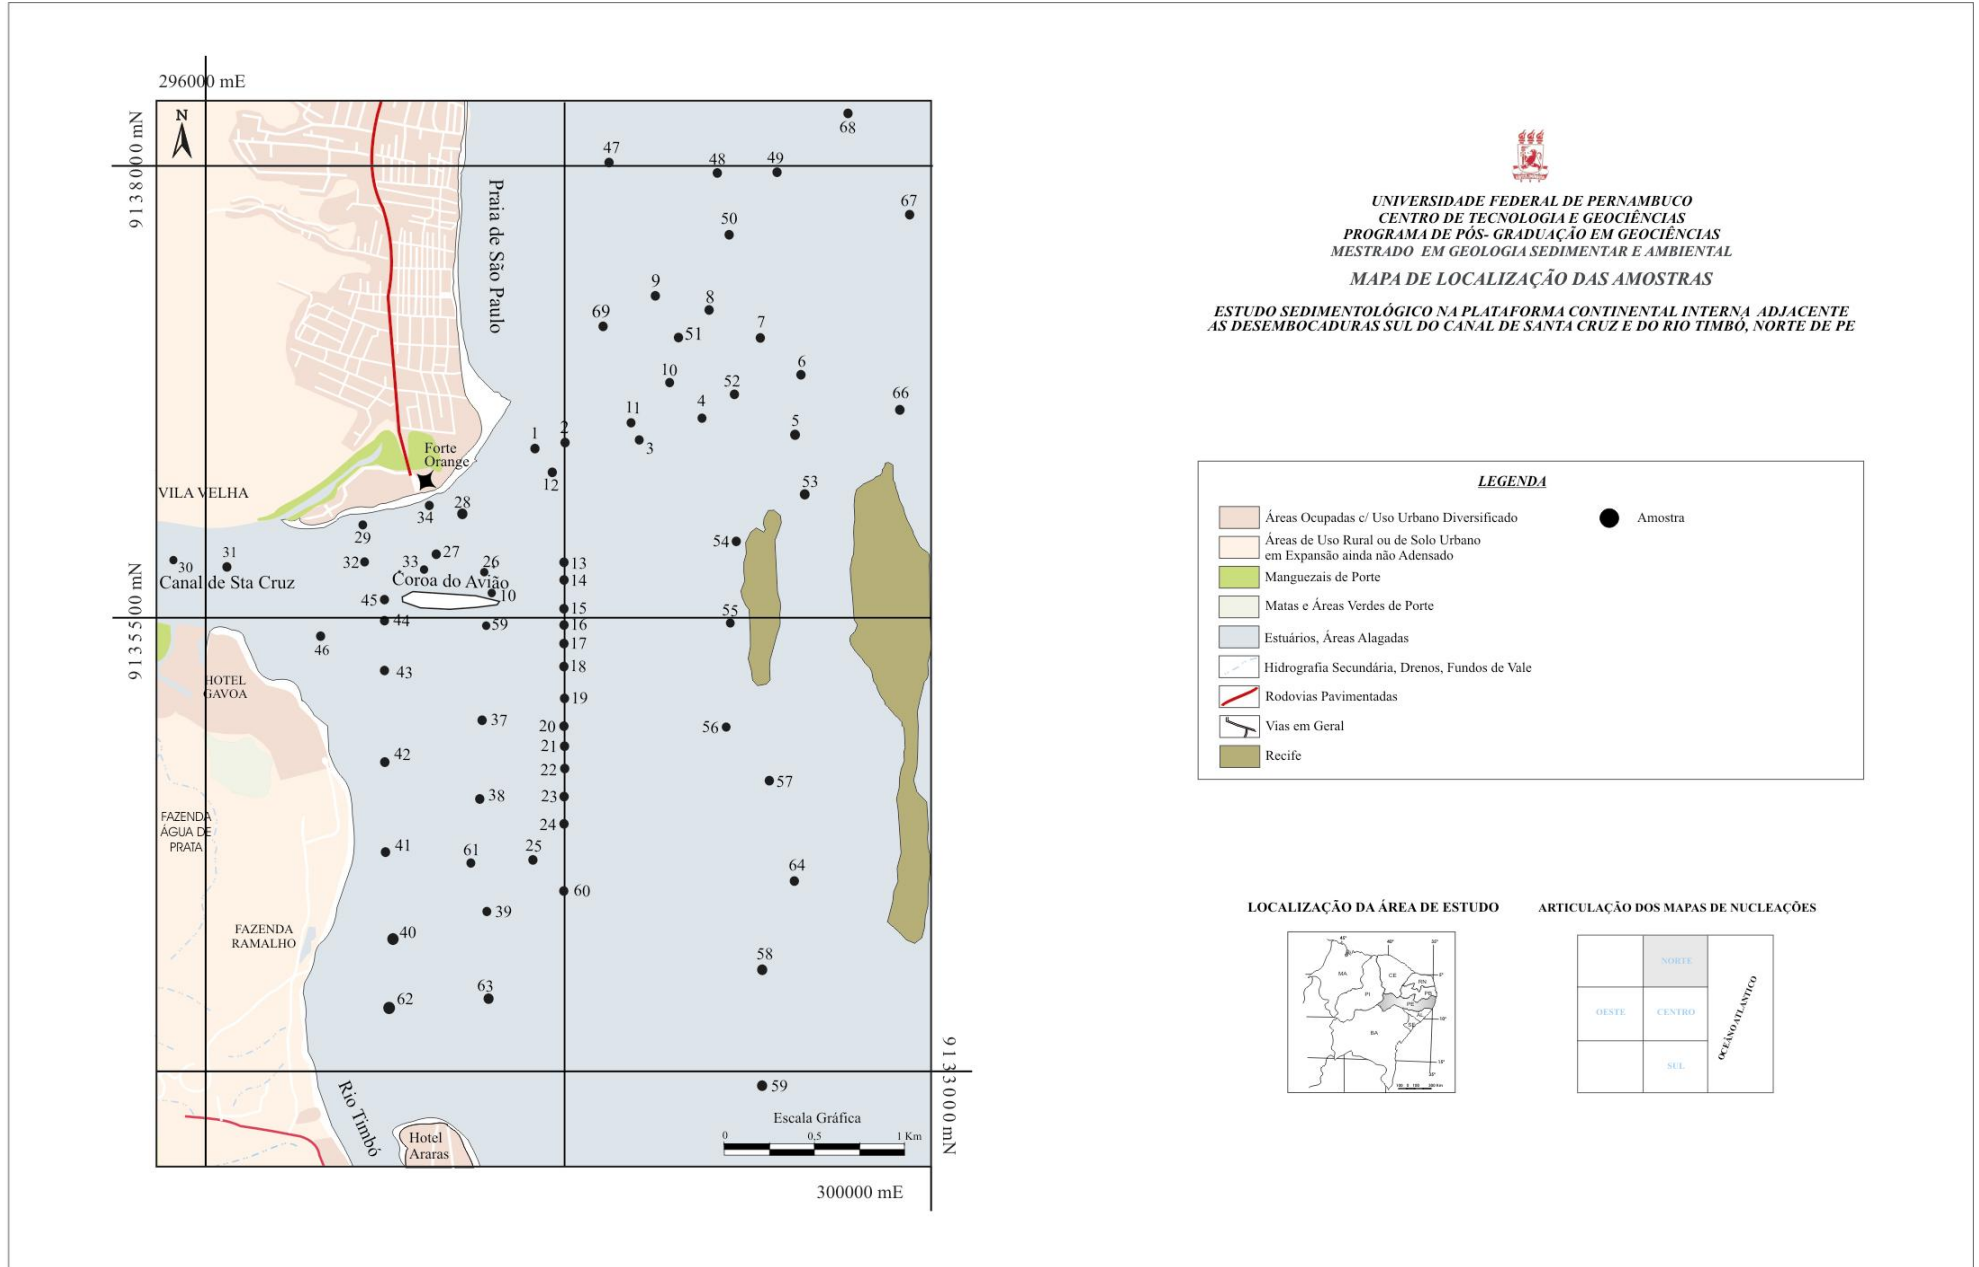 296000 mE
N
9138000 mN
9135500 mN
9133000 mN
300000 mE
68
47
48
49
67
50
Praia de São Paulo
9
8
69
51
7
6
10
52
66
4
11
5
3
1
2
12
Forte
Orange
VILA VELHA
53
28
34
29
54
31
30
32
33
27
26
13
14
Canal de Sta Cruz
Coroa do Avião
10
45
15
55
44
59
16
46
17
43
18
HOTEL
GAVOA
19
37
20
56
21
42
22
57
38
23
FAZENDA
ÁGUA DE
PRATA
24
41
61
25
64
60
39
FAZENDA
RAMALHO
40
58
63
62
59
Rio Timbó
Hotel
Araras
Escala Gráfica
0 0,5 1 Km
UNIVERSIDADE FEDERAL DE PERNAMBUCO
CENTRO DE TECNOLOGIA E GEOCIÊNCIAS
PROGRAMA DE PÓS- GRADUAÇÃO EM GEOCIÊNCIAS
MESTRADO EM GEOLOGIA SEDIMENTAR E AMBIENTAL
MAPA DE LOCALIZAÇÃO DAS AMOSTRAS
ESTUDO SEDIMENTOLÓGICO NA PLATAFORMA CONTINENTAL INTERNA ADJACENTE
AS DESEMBOCADURAS SUL DO CANAL DE SANTA CRUZ E DO RIO TIMBÓ, NORTE DE PE
LEGENDA
Áreas Ocupadas c/ Uso Urbano Diversificado
Amostra
Áreas de Uso Rural ou de Solo Urbano
em Expansão ainda não Adensado
Manguezais de Porte
Matas e Áreas Verdes de Porte
Estuários, Áreas Alagadas
Hidrografia Secundária, Drenos, Fundos de Vale
Rodovias Pavimentadas
Vias em Geral
Recife
LOCALIZAÇÃO DA ÁREA DE ESTUDO
MA
CE
RN
PB
PI
PE
AL
SE
BA
ARTICULAÇÃO DOS MAPAS DE NUCLEAÇÕES
NORTE
OESTE
CENTRO
SUL
OCEÂNO ATLANTICO